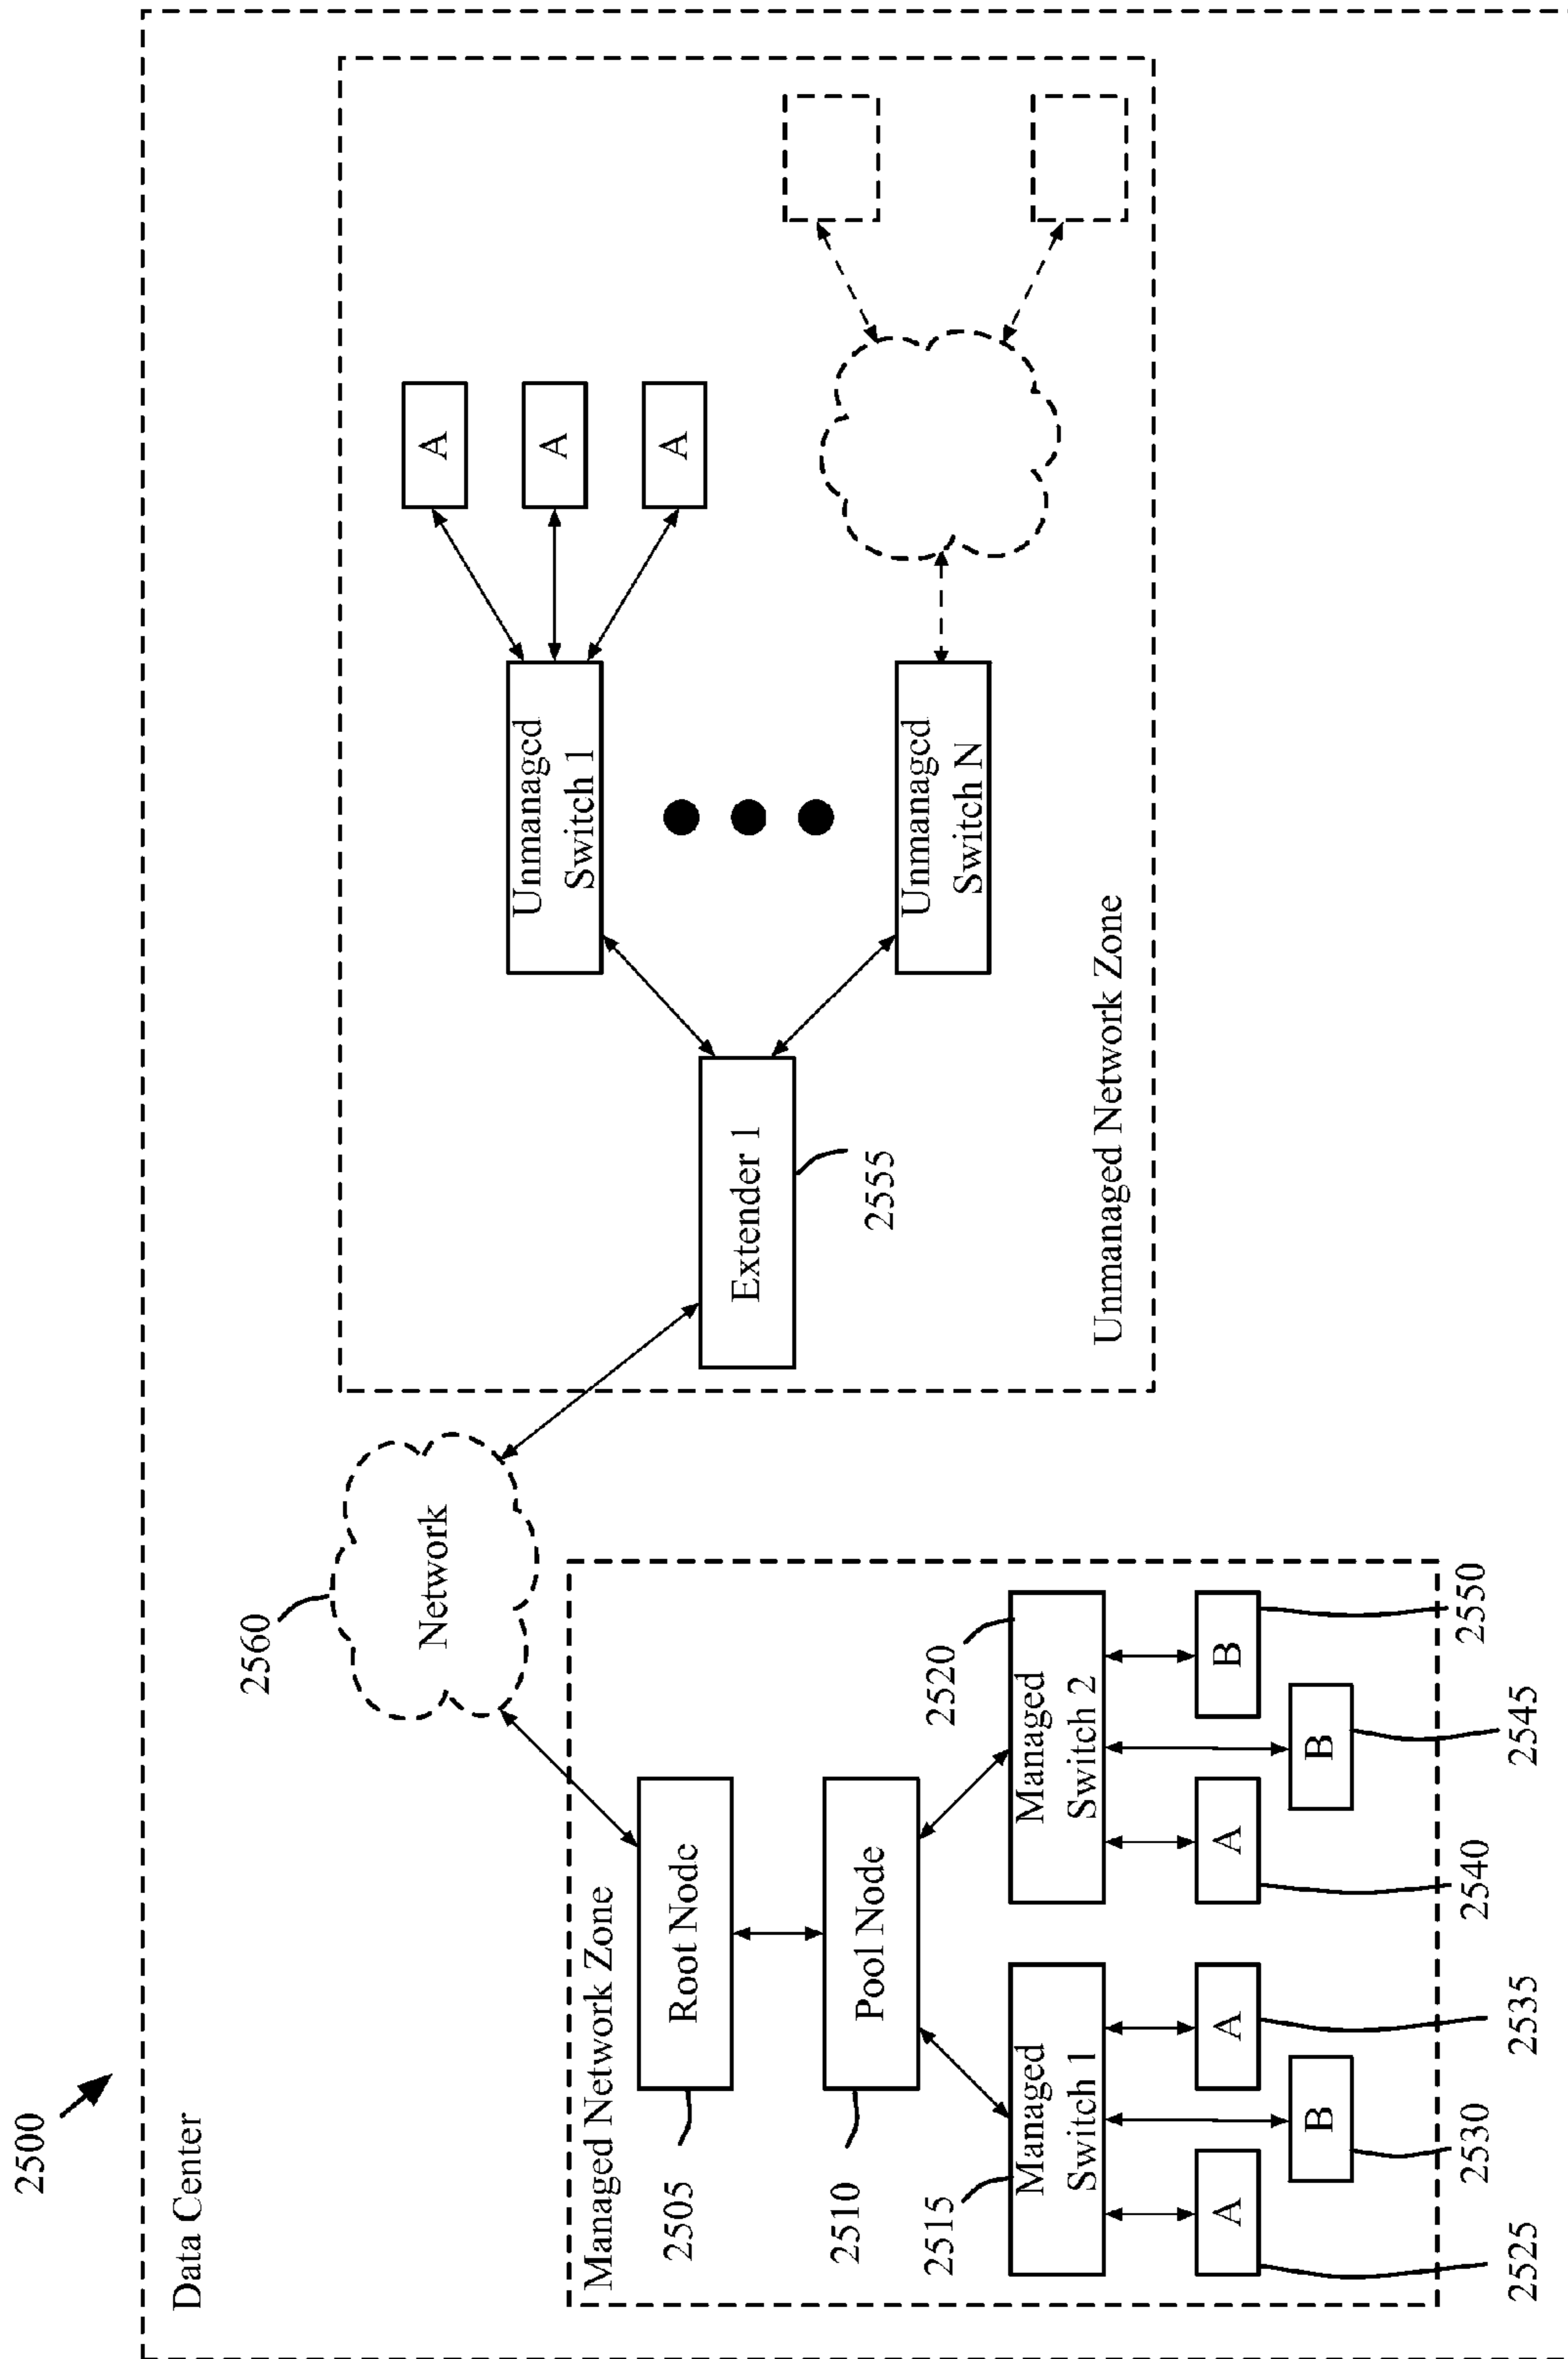 2500
Data Center
2560
Network
Managed Network Zone
2505
Root Node
2510
Pool Node
2515
Managed
Switch 1
2520
Managed
Switch 2
A
B
A
A
B
B
2525
2530
2535
2540
2545
2550
Extender 1
2555
Unmanaged
Switch 1
A
A
A
Unmanaged
Switch N
Unmanaged Network Zone